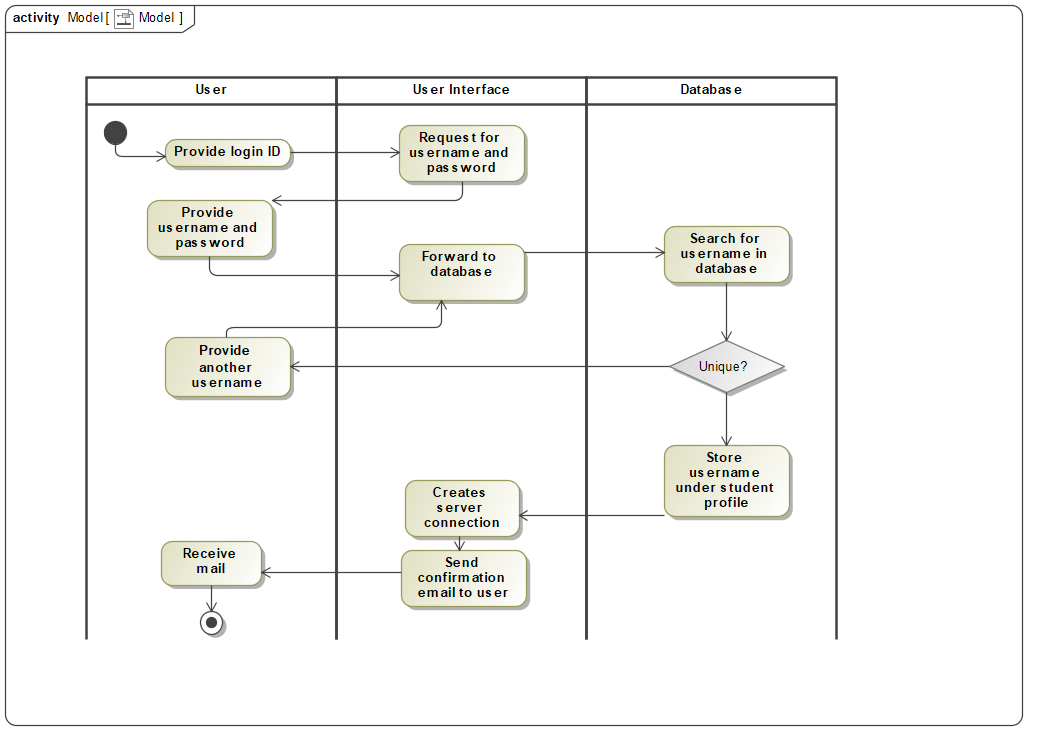 activity Model [ Model ]
User
User Interface
Database
Provide login ID
Request for
username and
password
Provide
username and
password
Forward to
database
Search for
username in
database
Provide
another
username
Unique?
Store
username
under student
profile
Creates
server
connection
Receive
mail
Send
confirmation
email to user